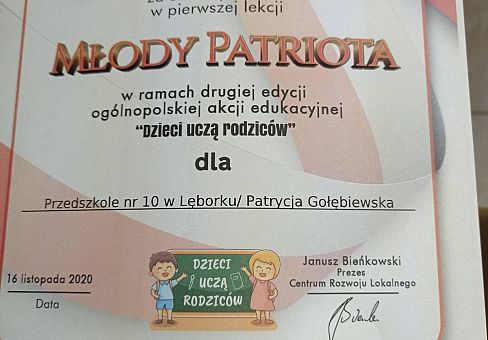 w pierwszej lekcji
MŁODY PATRIOTA
w ramach drugiej edycji
ogólnopolskiej akcji edukacyjnej
"Dzieci uczą rodziców"
dla
Przedszkole nr 10 w Lęborku/ Patrycja Gołębiewska
DZIECI
UCZĄ
RODZICÓW
16 listopada 2020
Data
Janusz Bieńkowski
Prezes
Centrum Rozwoju Lokalnego